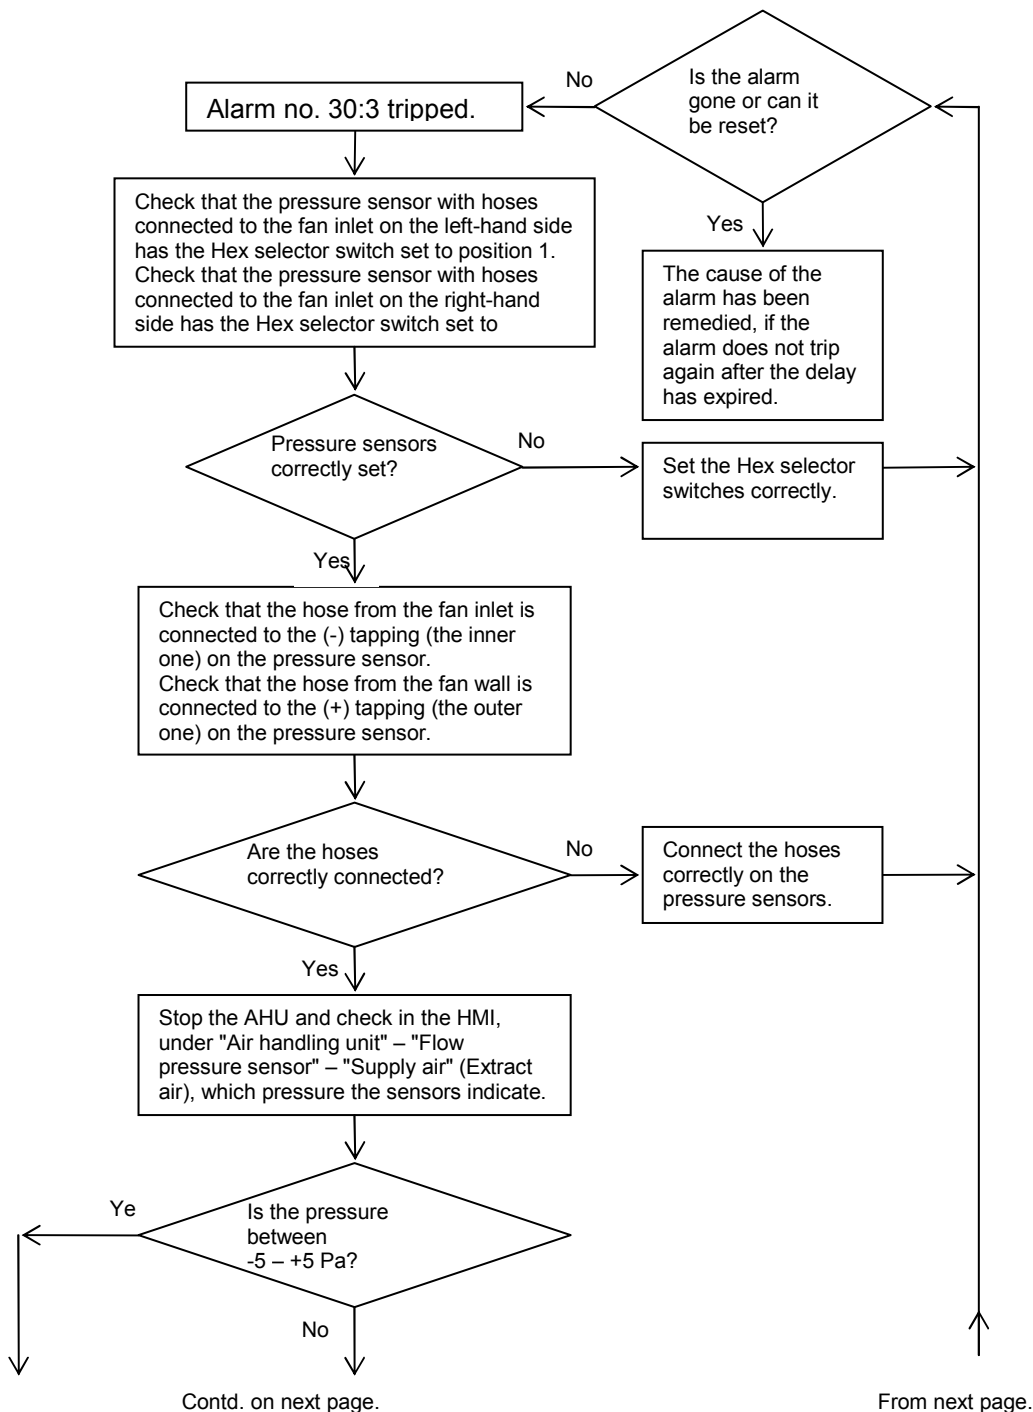 No
Is the alarm
gone or can it
be reset?
Alarm no. 30:3 tripped.
Check that the pressure sensor with hoses
connected to the fan inlet on the left-hand side
has the Hex selector switch set to position 1.
Check that the pressure sensor with hoses
connected to the fan inlet on the right-hand
side has the Hex selector switch set to
Yes
The cause of the
alarm has been
remedied, if the
alarm does not trip
again after the delay
has expired.
Pressure sensors
correctly set?
No
Set the Hex selector
switches correctly.
Yes
Check that the hose from the fan inlet is
connected to the (-) tapping (the inner
one) on the pressure sensor.
Check that the hose from the fan wall is
connected to the (+) tapping (the outer
one) on the pressure sensor.
Are the hoses
correctly connected?
No
Connect the hoses
correctly on the
pressure sensors.
Yes
Stop the AHU and check in the HMI,
under "Air handling unit" – "Flow
pressure sensor" – "Supply air" (Extract
air), which pressure the sensors indicate.
Ye
Is the pressure
between
-5 – +5 Pa?
No
Contd. on next page.
From next page.